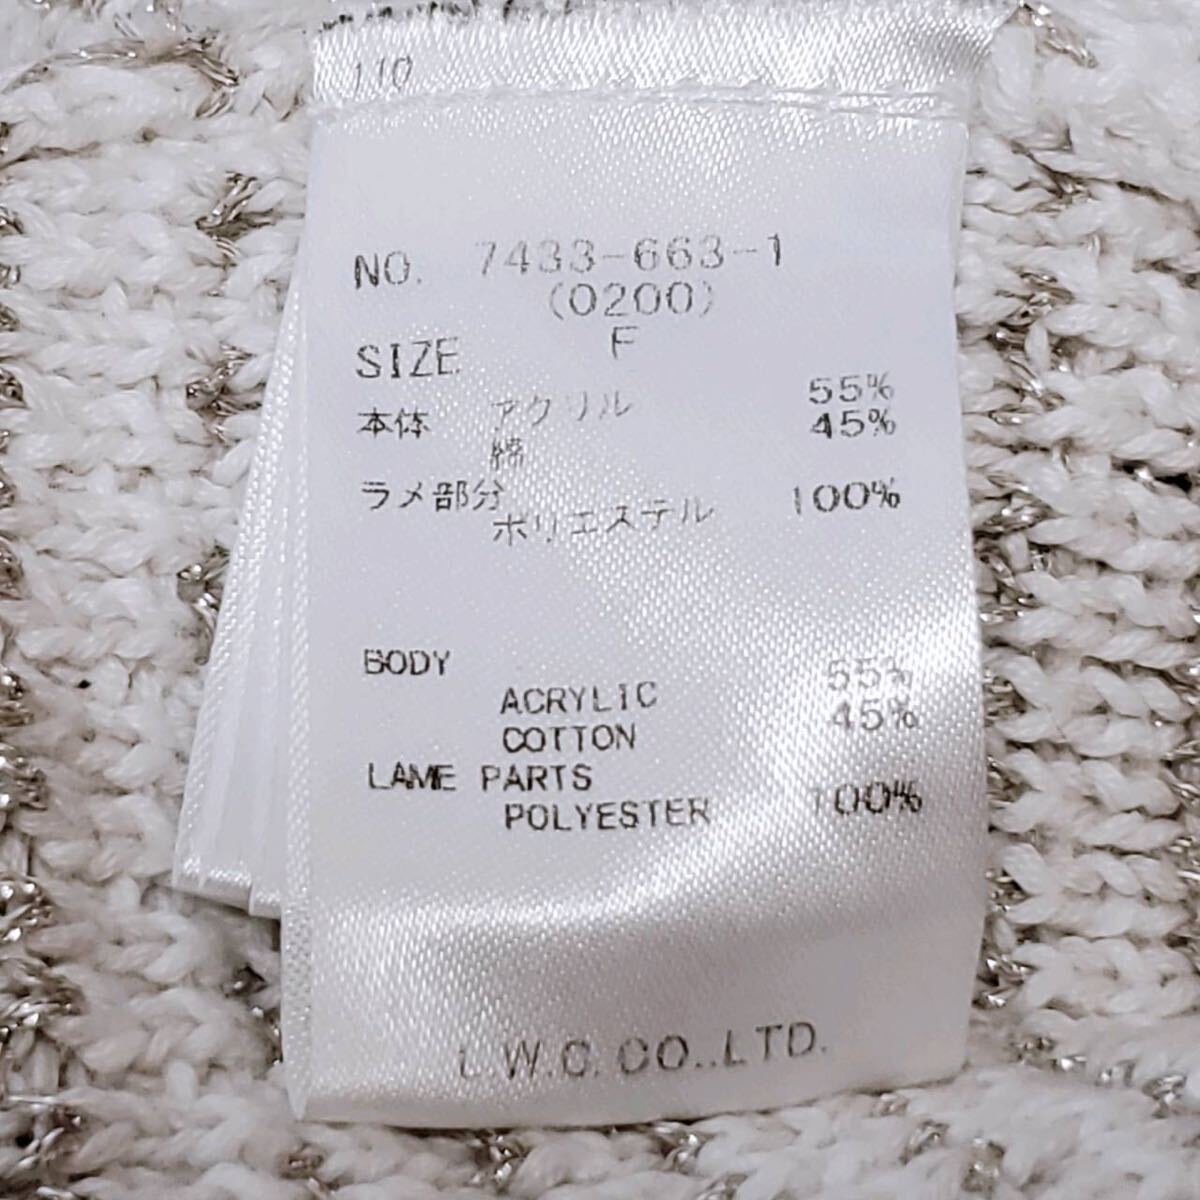 110
NO. 7433-663-1
(0200)
SIZE F
本体 アクリル 55%
綿 45%
ラメ部分
ポリエステル 100%
BODY
ACRYLIC 55%
COTTON 45%
LAME PARTS
POLYESTER 100%
L.W.C. CO.,LTD.